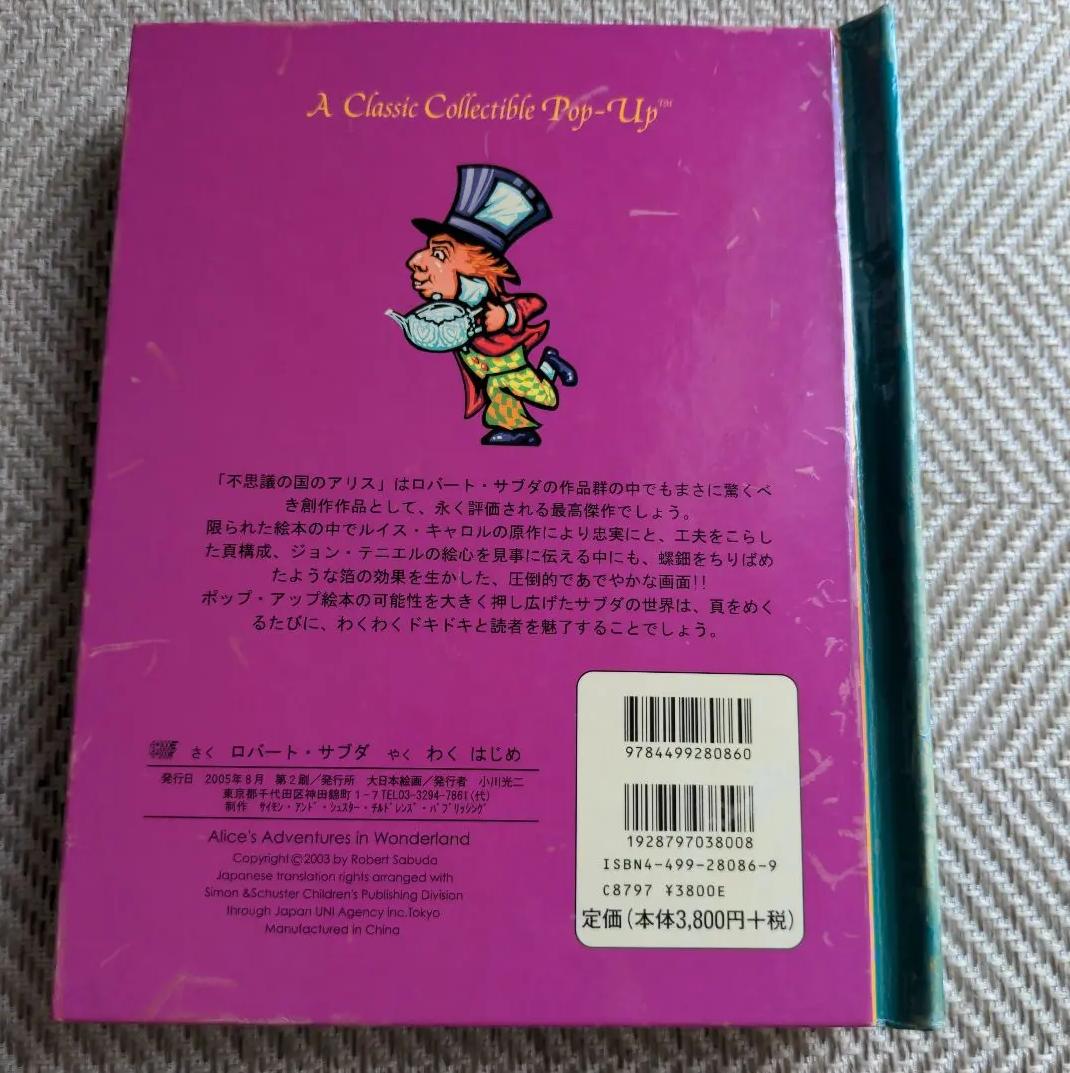 A Classic Collectible Pop-Up™
「不思議の国のアリス」はロバート・サブダの作品群の中でもまさに驚くべ
き創作作品として、永く評価される最高傑作でしょう。
限られた絵本の中でルイス・キャロルの原作により忠実にと、工夫をこらし
た頁構成、ジョン・テニエルの絵心を見事に伝える中にも、螺鈿をちりばめ
たような箔の効果を生かした、圧倒的であでやかな画面!!
ポップ・アップ絵本の可能性を大きく押し広げたサブダの世界は、頁をめく
るたびに、わくわくドキドキと読者を魅了することでしょう。
さく ロバート・サブダ やく わく はじめ
発行日 2005年8月 第2刷/発行所 大日本絵画/発行者 小川光二
東京都千代田区神田錦町1-7 TEL03-3294-7861(代)
制作 サイモン・アンド・シュスター・チルドレンズ・パブリッシング
Alice's Adventures in Wonderland
Copyright©2003 by Robert Sabuda
Japanese translation rights arranged with
Simon &Schuster Children's Publishing Division
through Japan UNI Agency inc.Tokyo
Manufactured in China
9784499280860
1928797038008
ISBN4-499-28086-9
C8797 ¥3800E
定価(本体3,800円+税)